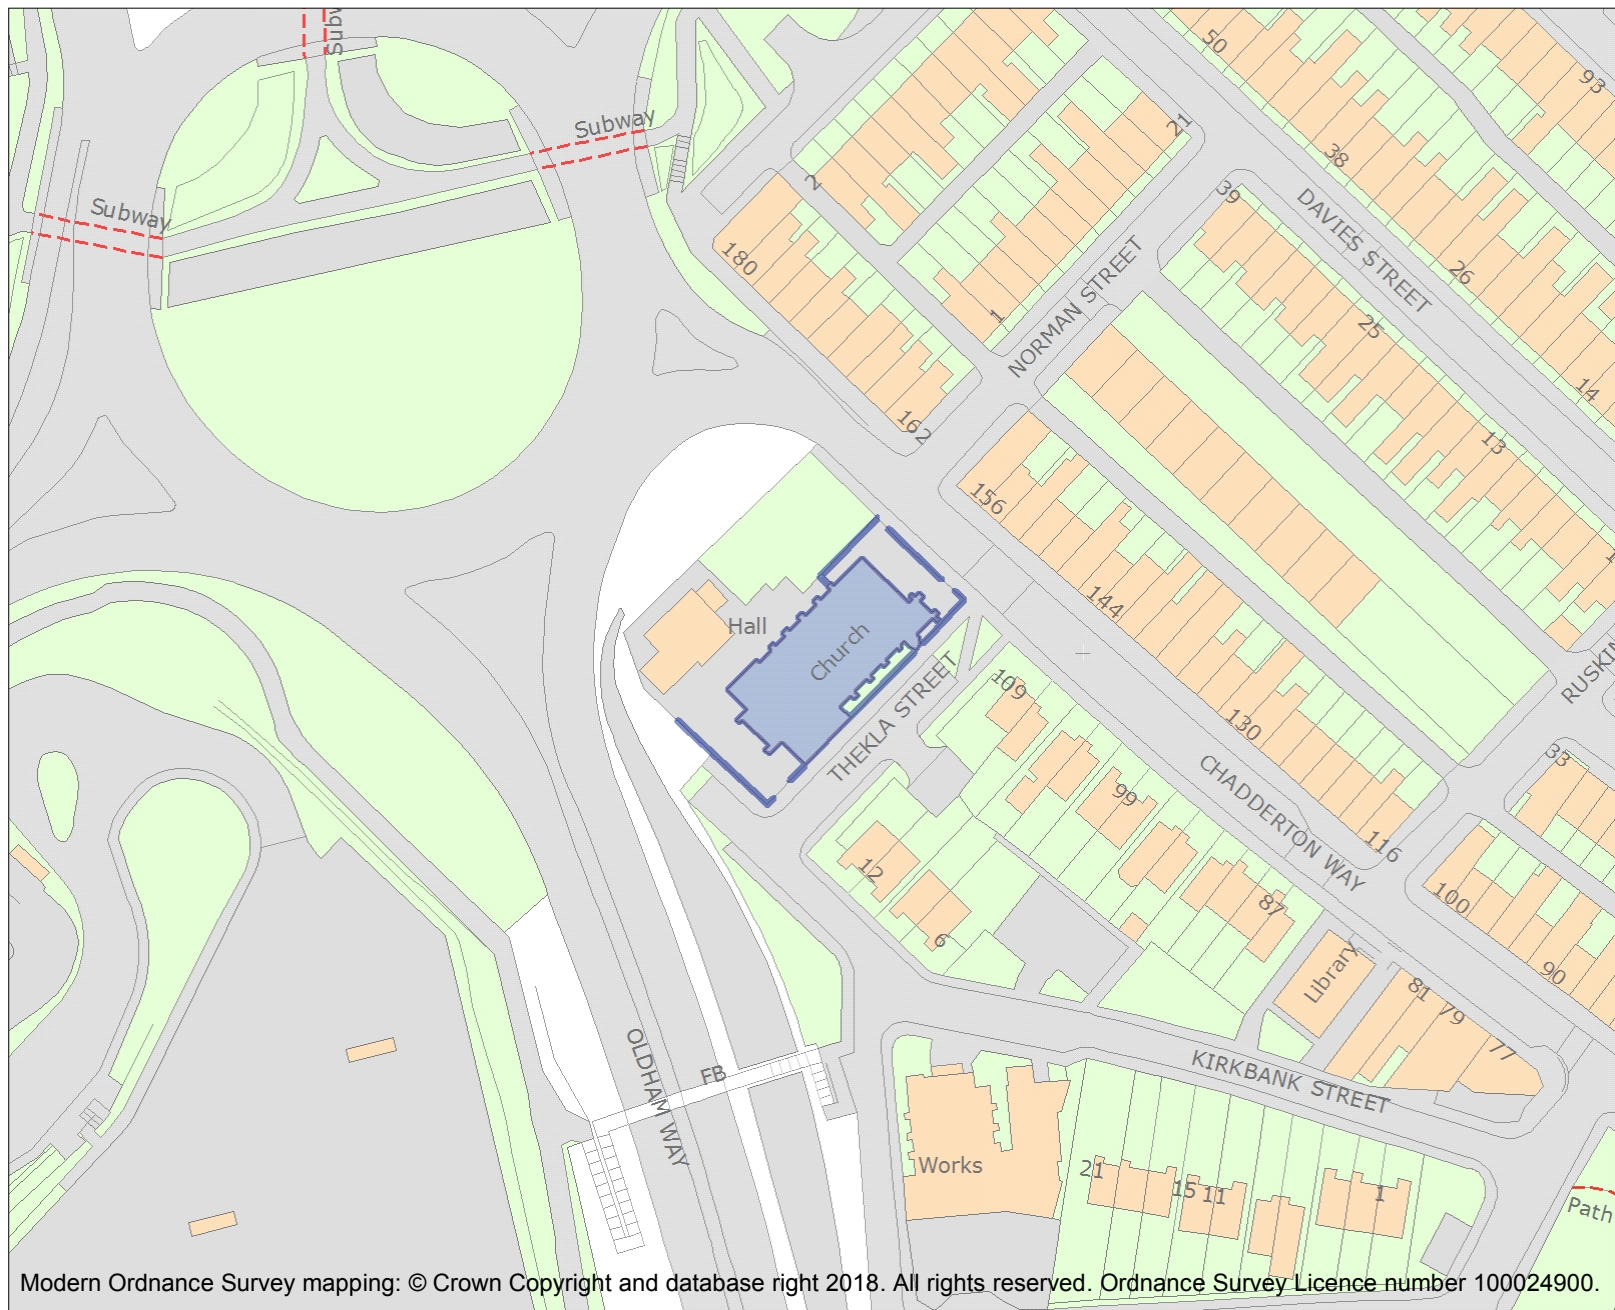 Subw
Subway
Subway
50
93
21
38
2
39
DAVIES STREET
26
180
NORMAN STREET
1
25
14
162
13
156
144
Hall
Church
THEKLA STREET
109
130
RUSKIN
33
CHADDERTON WAY
99
116
12
6
87
100
90
Library
81
79
77
OLDHAM WAY
FB
KIRKBANK STREET
Works
21
15
11
1
Path
Modern Ordnance Survey mapping: © Crown Copyright and database right 2018. All rights reserved. Ordnance Survey Licence number 100024900.